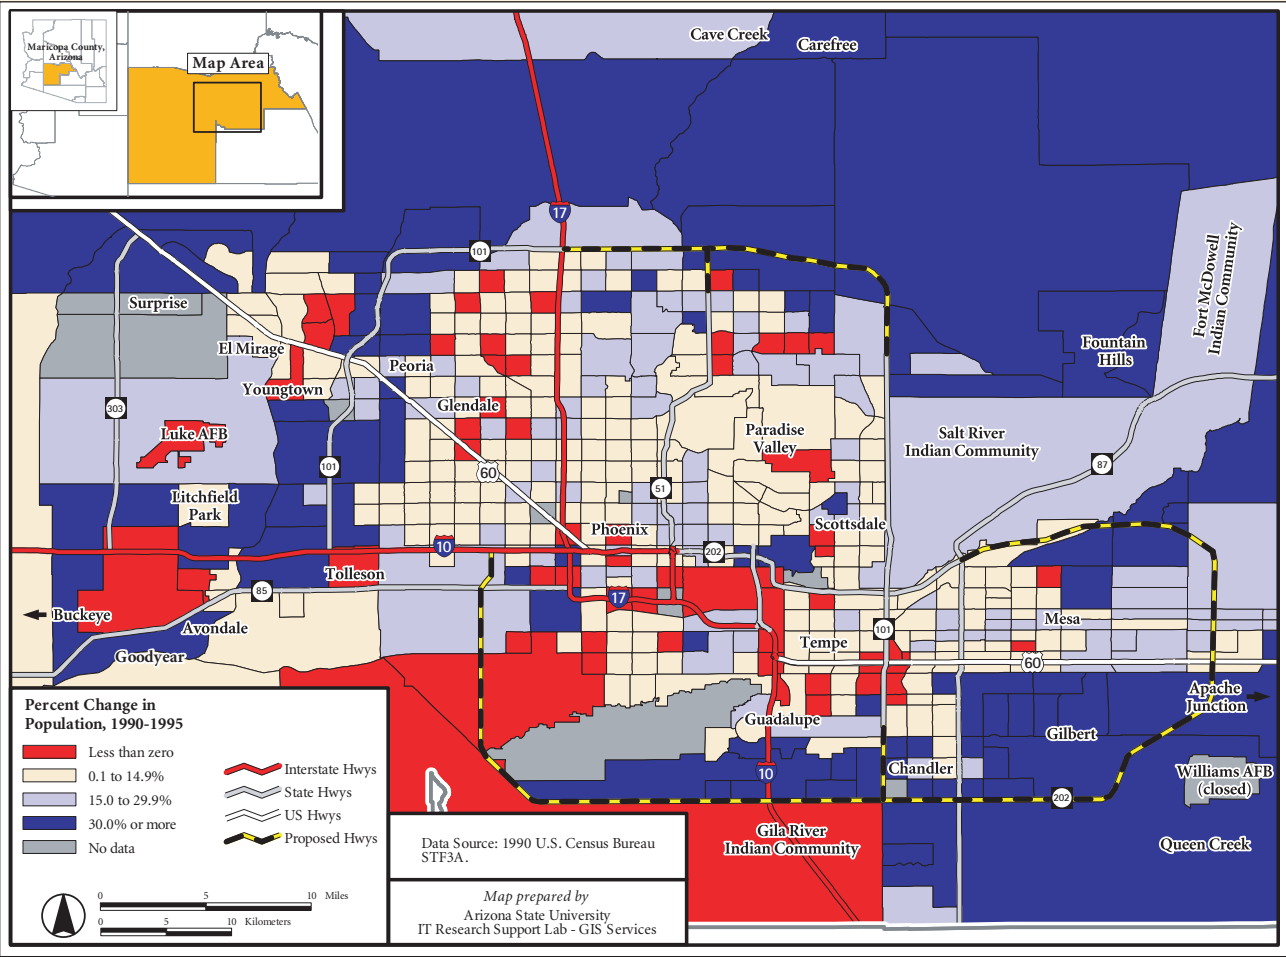 Maricopa County,
Arizona
Map Area
Cave Creek
Carefree
17
101
Fort McDowell
Indian Community
Surprise
El Mirage
Youngtown
Peoria
Fountain
Hills
303
Glendale
Luke AFB
Paradise
Valley
Salt River
Indian Community
101
60
87
51
Litchfield
Park
Phoenix
Scottsdale
10
202
Tolleson
85
17
Buckeye
Avondale
Goodyear
101
Mesa
Tempe
60
Apache
Junction
Guadalupe
Gilbert
10
Chandler
Williams AFB
(closed)
202
Gila River
Indian Community
Queen Creek
Percent Change in
Population, 1990-1995
Less than zero
0.1 to 14.9%
15.0 to 29.9%
30.0% or more
No data
Interstate Hwys
State Hwys
US Hwys
Proposed Hwys
0 5 10 Miles
0 5 10 Kilometers
Data Source: 1990 U.S. Census Bureau
STF3A.
Map prepared by
Arizona State University
IT Research Support Lab - GIS Services